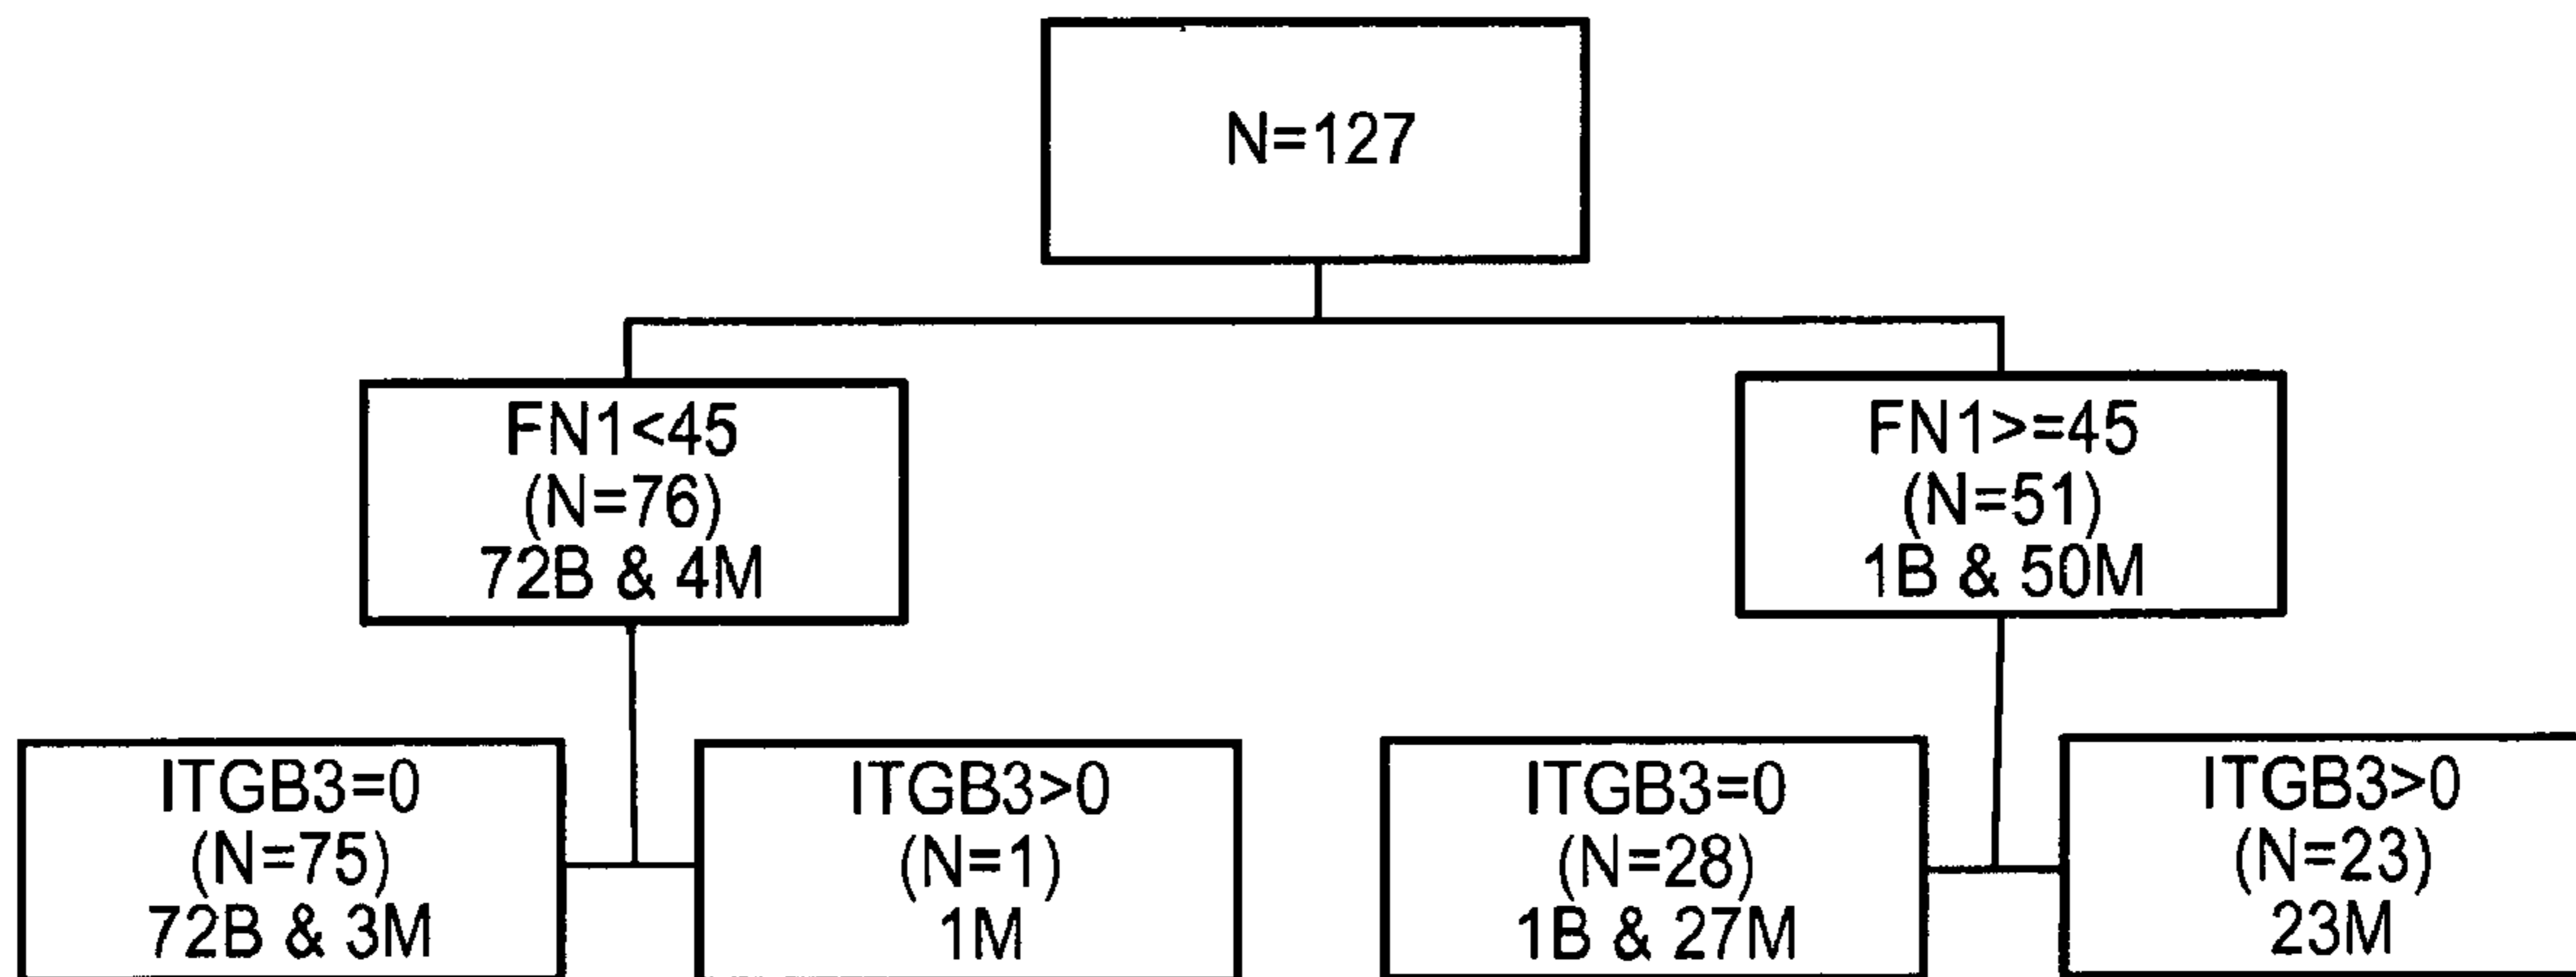 N=127
FN1<45
(N=76)
72B & 4M
FN1>=45
(N=51)
1B & 50M
ITGB3=0
(N=75)
72B & 3M
ITGB3>0
(N=1)
1M
ITGB3=0
(N=28)
1B & 27M
ITGB3>0
(N=23)
23M